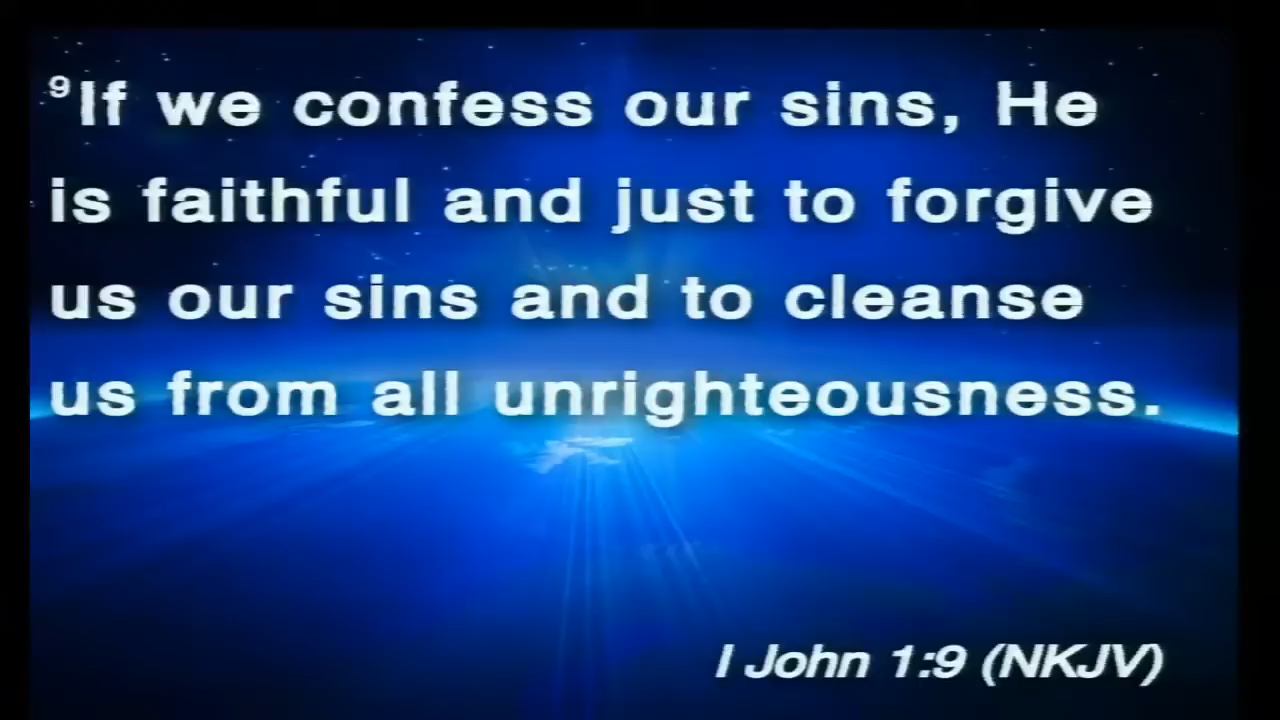 ⁹If we confess our sins, He
is faithful and just to forgive
us our sins and to cleanse
us from all unrighteousness.
I John 1:9 (NKJV)